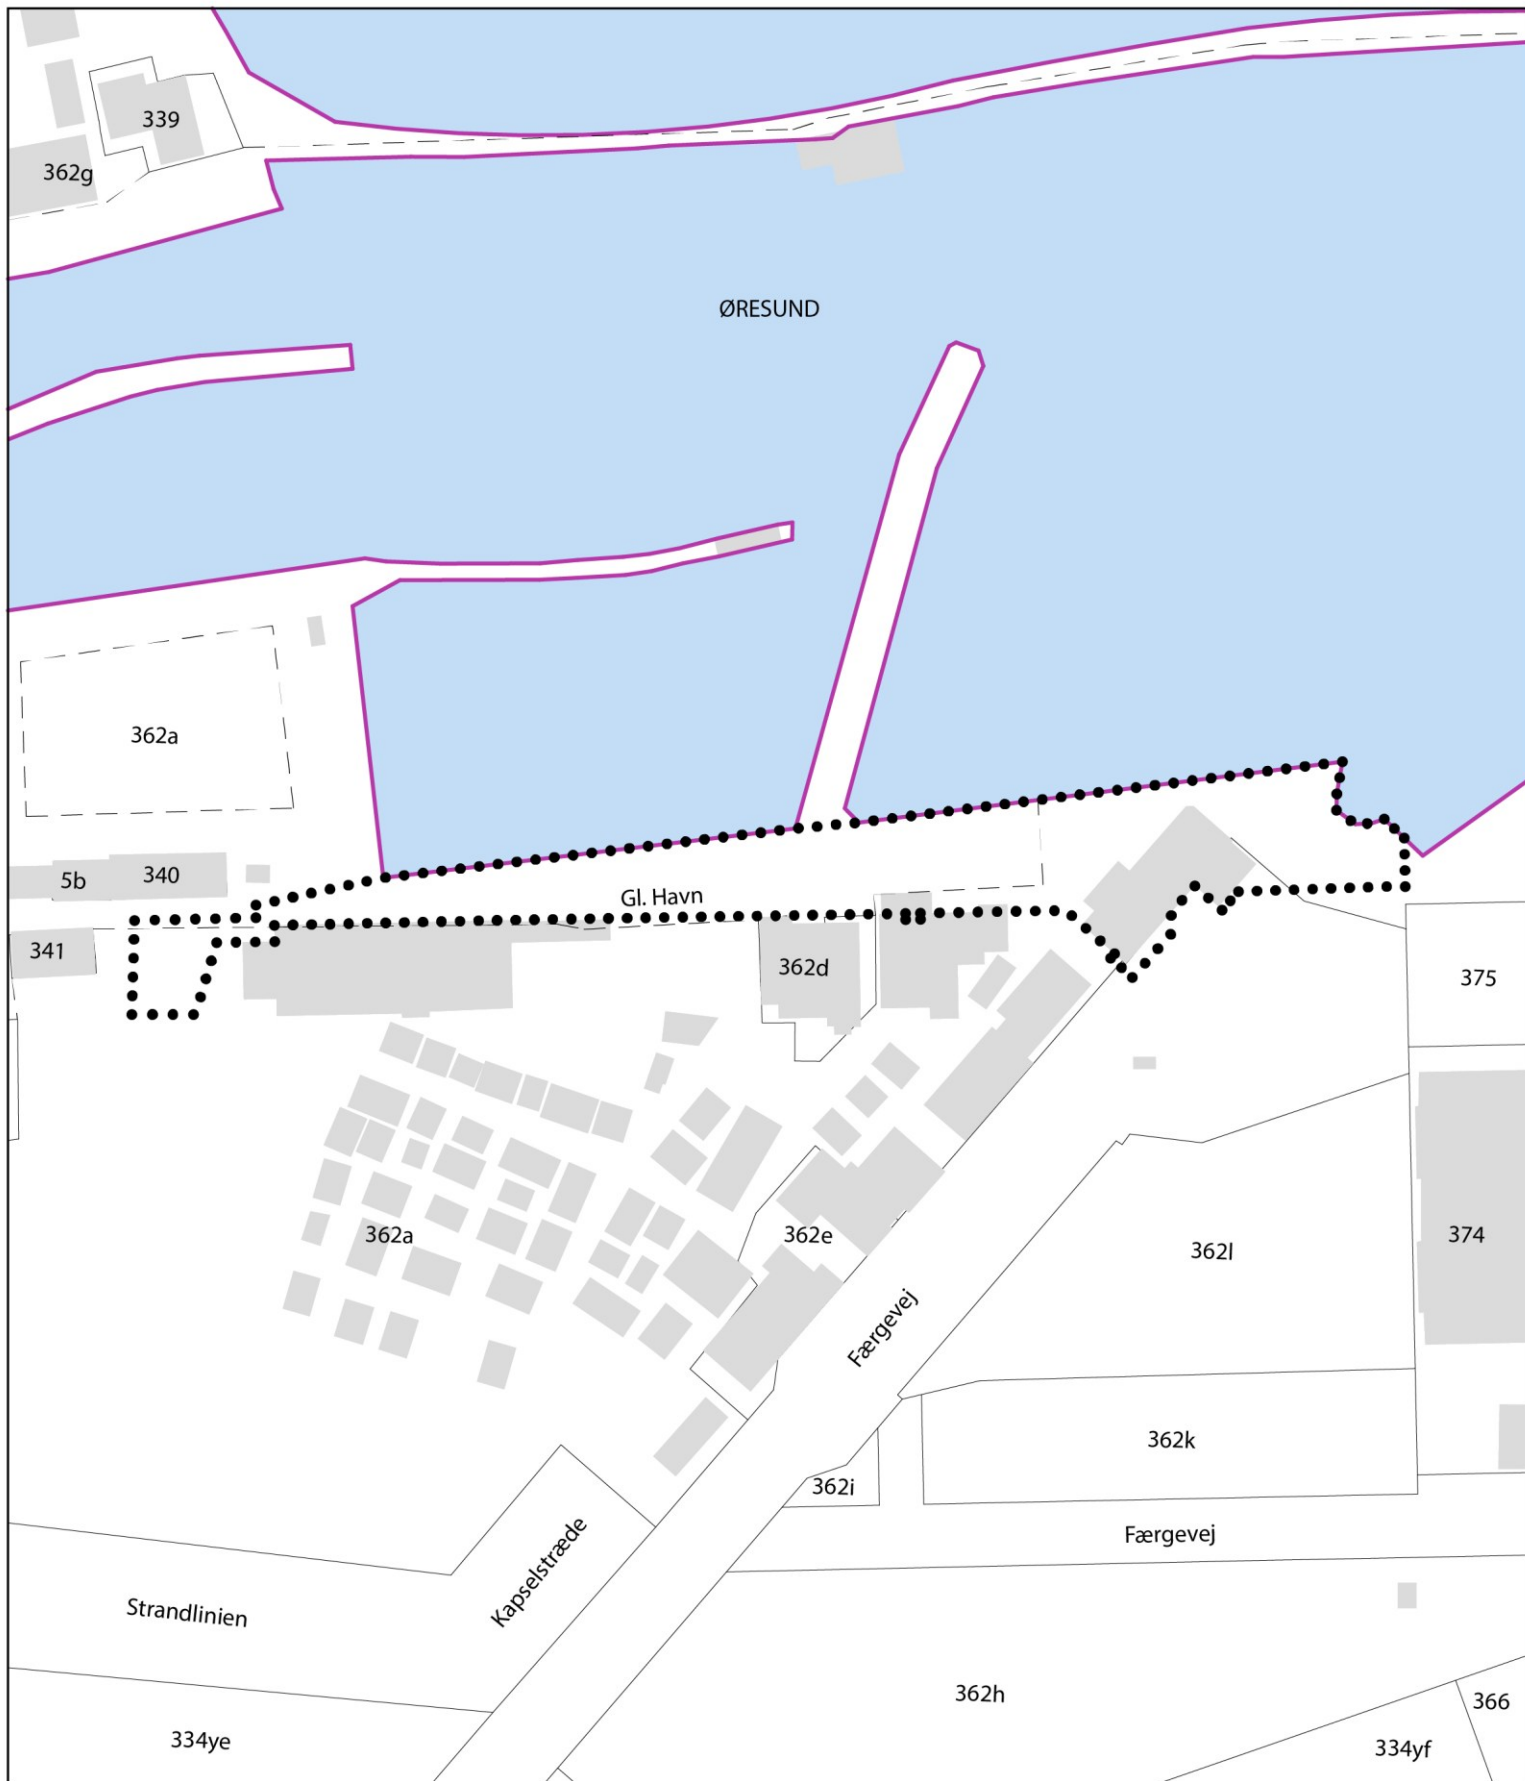 339
362g
ØRESUND
362a
5b
340
Gl. Havn
341
362d
375
362a
362e
362l
374
Færgevej
362k
362i
Færgevej
Kapselstræde
Strandlinien
362h
366
334ye
334yf